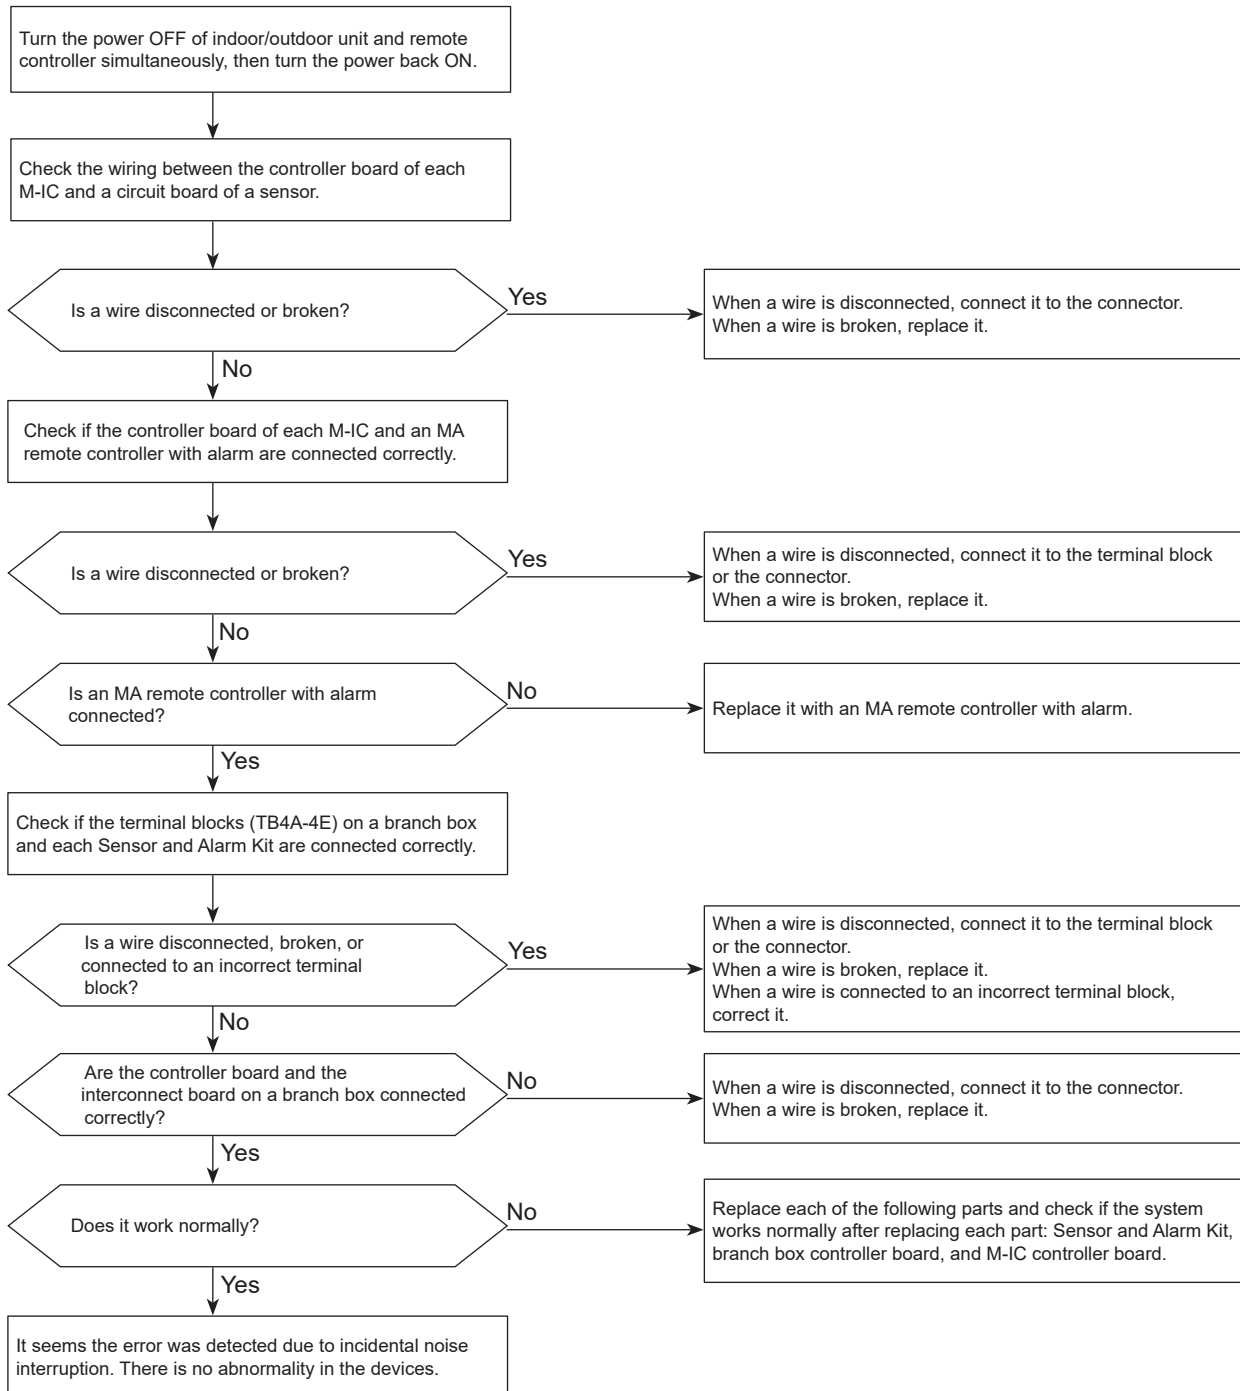 Turn the power OFF of indoor/outdoor unit and remote
controller simultaneously, then turn the power back ON.
Check the wiring between the controller board of each
M-IC and a circuit board of a sensor.
Is a wire disconnected or broken?
Yes
When a wire is disconnected, connect it to the connector.
When a wire is broken, replace it.
No
Check if the controller board of each M-IC and an MA
remote controller with alarm are connected correctly.
Is a wire disconnected or broken?
Yes
When a wire is disconnected, connect it to the terminal block
or the connector.
When a wire is broken, replace it.
No
Is an MA remote controller with alarm
connected?
No
Replace it with an MA remote controller with alarm.
Yes
Check if the terminal blocks (TB4A-4E) on a branch box
and each Sensor and Alarm Kit are connected correctly.
Is a wire disconnected, broken, or
connected to an incorrect terminal
block?
Yes
When a wire is disconnected, connect it to the terminal block
or the connector.
When a wire is broken, replace it.
When a wire is connected to an incorrect terminal block,
correct it.
No
Are the controller board and the
interconnect board on a branch box connected
correctly?
No
When a wire is disconnected, connect it to the connector.
When a wire is broken, replace it.
Yes
Does it work normally?
No
Replace each of the following parts and check if the system
works normally after replacing each part: Sensor and Alarm Kit,
branch box controller board, and M-IC controller board.
Yes
It seems the error was detected due to incidental noise
interruption. There is no abnormality in the devices.